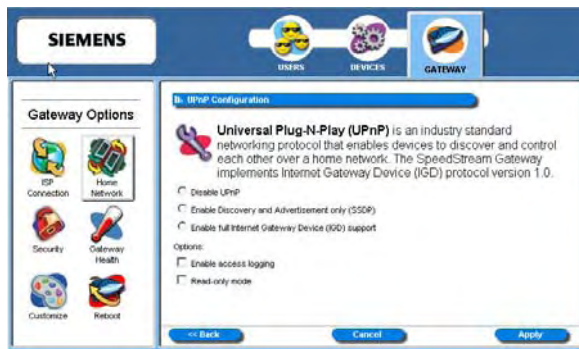 SIEMENS
USERS
DEVICES
GATEWAY
Gateway Options
ISP
Connection
Home
Network
Security
Gateway
Health
Customize
Reboot
D. UPnP Configuration
Universal Plug-N-Play (UPnP) is an industry standard
networking protocol that enables devices to discover and control
each other over a home network. The SpeedStream Gateway
implements Internet Gateway Device (IGD) protocol version 1.0.
Disable UPnP
Enable Discovery and Advertisement only (SSDP)
Enable full Internet Gateway Device (IGD) support
Options:
Enable access logging
Read-only mode
<< Back
Cancel
Apply